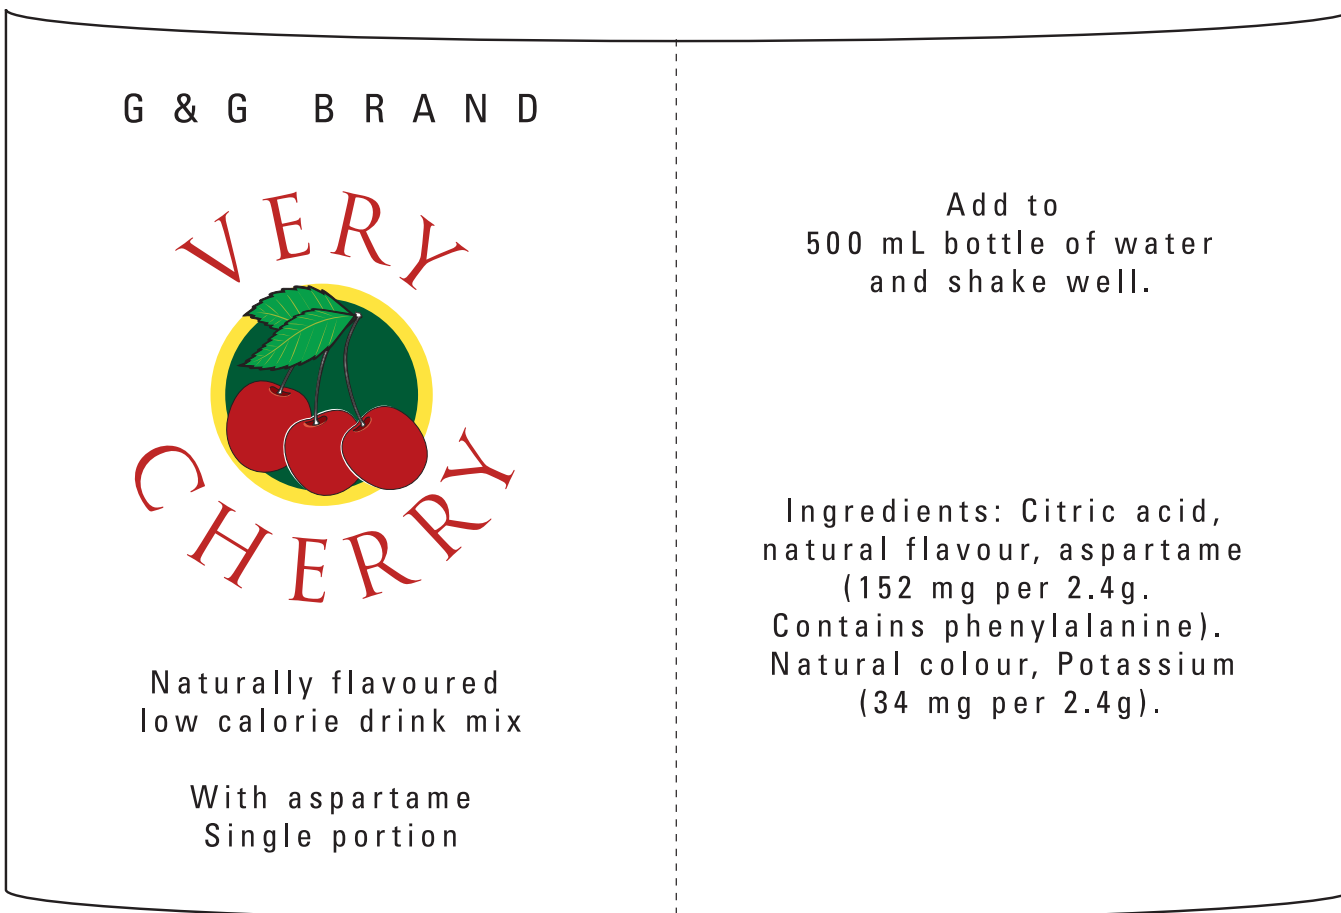 G & G BRAND
VERY
CHERRY
Naturally flavoured
low calorie drink mix
With aspartame
Single portion
Add to
500 mL bottle of water
and shake well.
Ingredients: Citric acid,
natural flavour, aspartame
(152 mg per 2.4g.
Contains phenylalanine).
Natural colour, Potassium
(34 mg per 2.4g).